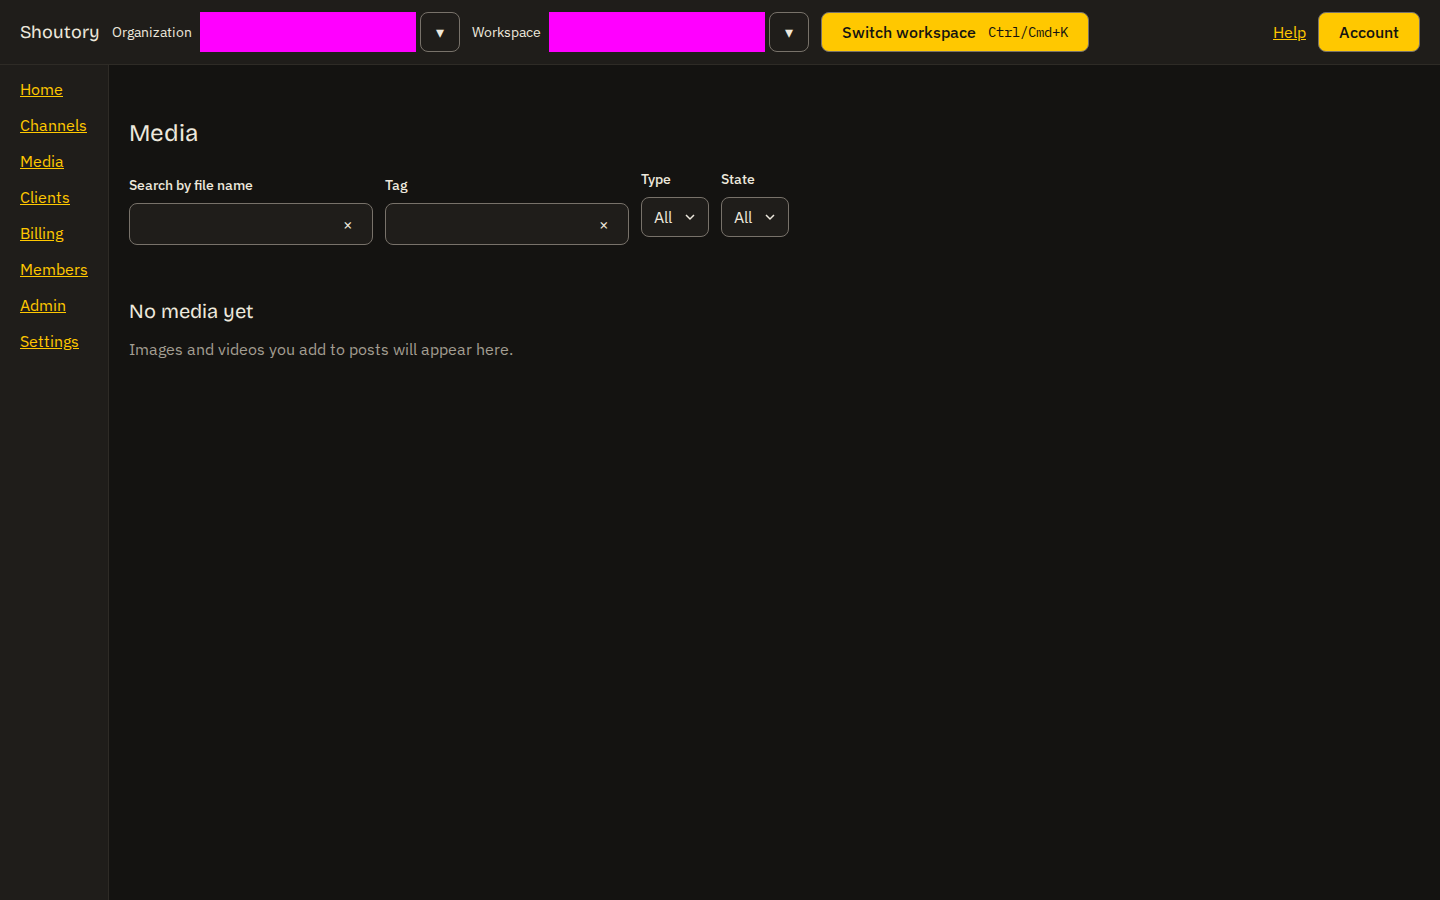 Shoutory Organization ▼ Workspace ▼ Switch workspace Ctrl/Cmd+K Help Account
Home
Channels
Media
Clients
Billing
Members
Admin
Settings
Media
Search by file name Tag Type State
× × All All
No media yet
Images and videos you add to posts will appear here.